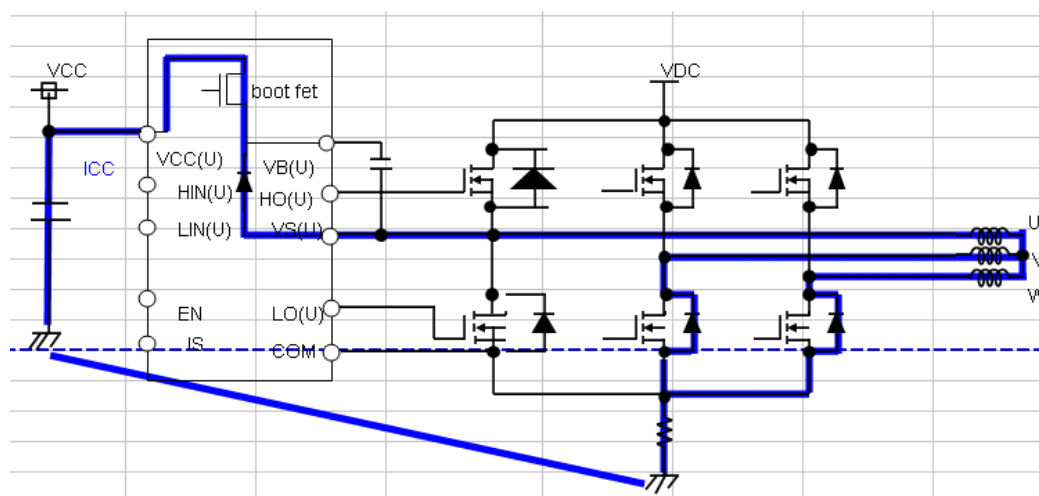 VCC
VDC
boot fet
ICC
VCC(U)
VB(U)
HIN(U)
HO(U)
LIN(U)
VS(U)
U
V
W
EN
LO(U)
IS
COM